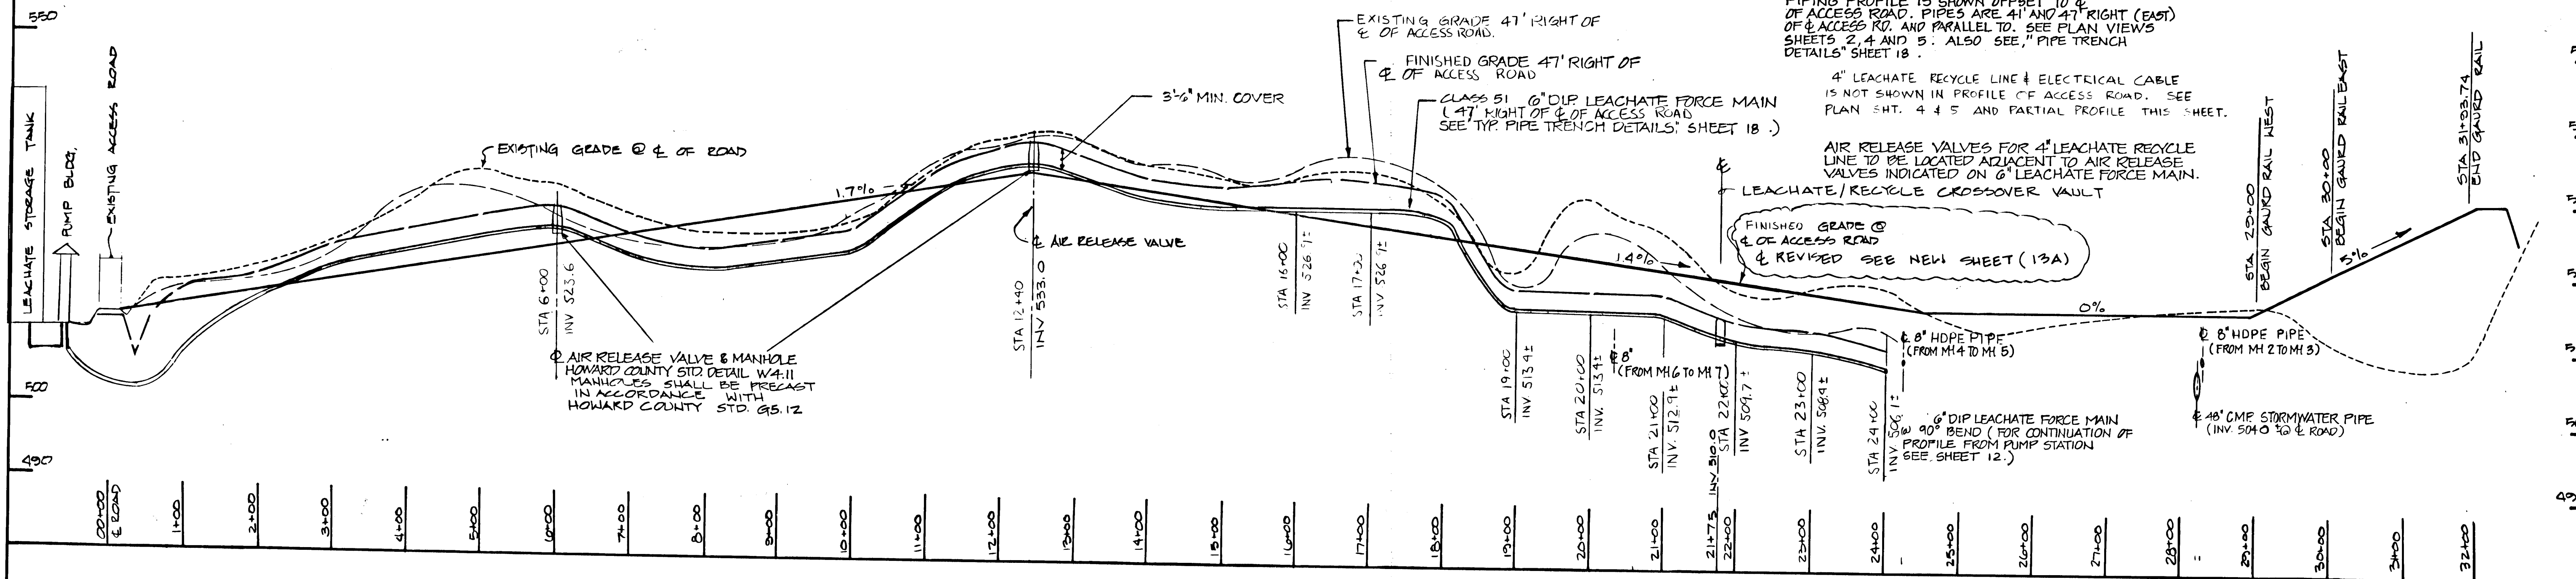 550
LEACHATE STORAGE TANK
PUMP BLDG.
EXISTING ACCESS ROAD
EXISTING GRADE @ ℄ OF ROAD
1.7%
3'-6" MIN. COVER
EXISTING GRADE 47' RIGHT OF
℄ OF ACCESS ROAD.
FINISHED GRADE 47' RIGHT OF
℄ OF ACCESS ROAD
CLASS 51 6" DIP LEACHATE FORCE MAIN
(47' RIGHT OF ℄ OF ACCESS ROAD
SEE "TYP. PIPE TRENCH DETAILS," SHEET 18.)
PIPING PROFILE IS SHOWN OFFSET TO ℄
OF ACCESS ROAD. PIPES ARE 41' AND 47' RIGHT (EAST)
OF ℄ ACCESS RD. AND PARALLEL TO. SEE PLAN VIEWS
SHEETS 2, 4 AND 5. ALSO SEE, "PIPE TRENCH
DETAILS" SHEET 18.
4" LEACHATE RECYCLE LINE & ELECTRICAL CABLE
IS NOT SHOWN IN PROFILE OF ACCESS ROAD. SEE
PLAN SHT. 4 & 5 AND PARTIAL PROFILE THIS SHEET.
AIR RELEASE VALVES FOR 4" LEACHATE RECYCLE
LINE TO BE LOCATED ADJACENT TO AIR RELEASE
VALVES INDICATED ON 6" LEACHATE FORCE MAIN.
℄
LEACHATE/RECYCLE CROSSOVER VAULT
FINISHED GRADE @
℄ OF ACCESS ROAD
℄ REVISED SEE NEW SHEET (13A)
1.4%
0%
5%
STA 29+00
BEGIN GAURD RAIL WEST
STA 30+00
BEGIN GAURD RAIL EAST
STA 31+93.74
END GAURD RAIL
℄ AIR RELEASE VALVE
STA 6+00
INV 523.6
STA 12+40
INV 533.0
STA 16+00
INV 526.9±
STA 17+00
INV 526.9±
STA 19+00
INV 513.4±
STA 20+00
INV. 513.4±
℄ 8"
(FROM MH 6 TO MH 7)
STA 21+00
INV. 512.9±
INV 510.0
STA 22+00
INV 509.7±
STA 23+00
INV. 508.4±
STA 24+00
INV 506.1±
℄ 8" HDPE PIPE
(FROM MH 4 TO MH 5)
℄ 8" HDPE PIPE
(FROM MH 2 TO MH 3)
℄ 48" CMP STORMWATER PIPE
(INV. 504.0 @ ℄ ROAD)
6" DIP LEACHATE FORCE MAIN
@ 90° BEND (FOR CONTINUATION OF
PROFILE FROM PUMP STATION
SEE SHEET 12.)
℄ AIR RELEASE VALVE & MANHOLE
HOWARD COUNTY STD. DETAIL W4.11
MANHOLES SHALL BE PRECAST
IN ACCORDANCE WITH
HOWARD COUNTY STD. G5.12
500
490
00+00
℄ ROAD
1+00
2+00
3+00
4+00
5+00
6+00
7+00
8+00
9+00
10+00
11+00
12+00
13+00
14+00
15+00
16+00
17+00
18+00
19+00
20+00
21+00
21+75
22+00
23+00
24+00
25+00
26+00
27+00
28+00
29+00
30+00
31+00
32+00
49